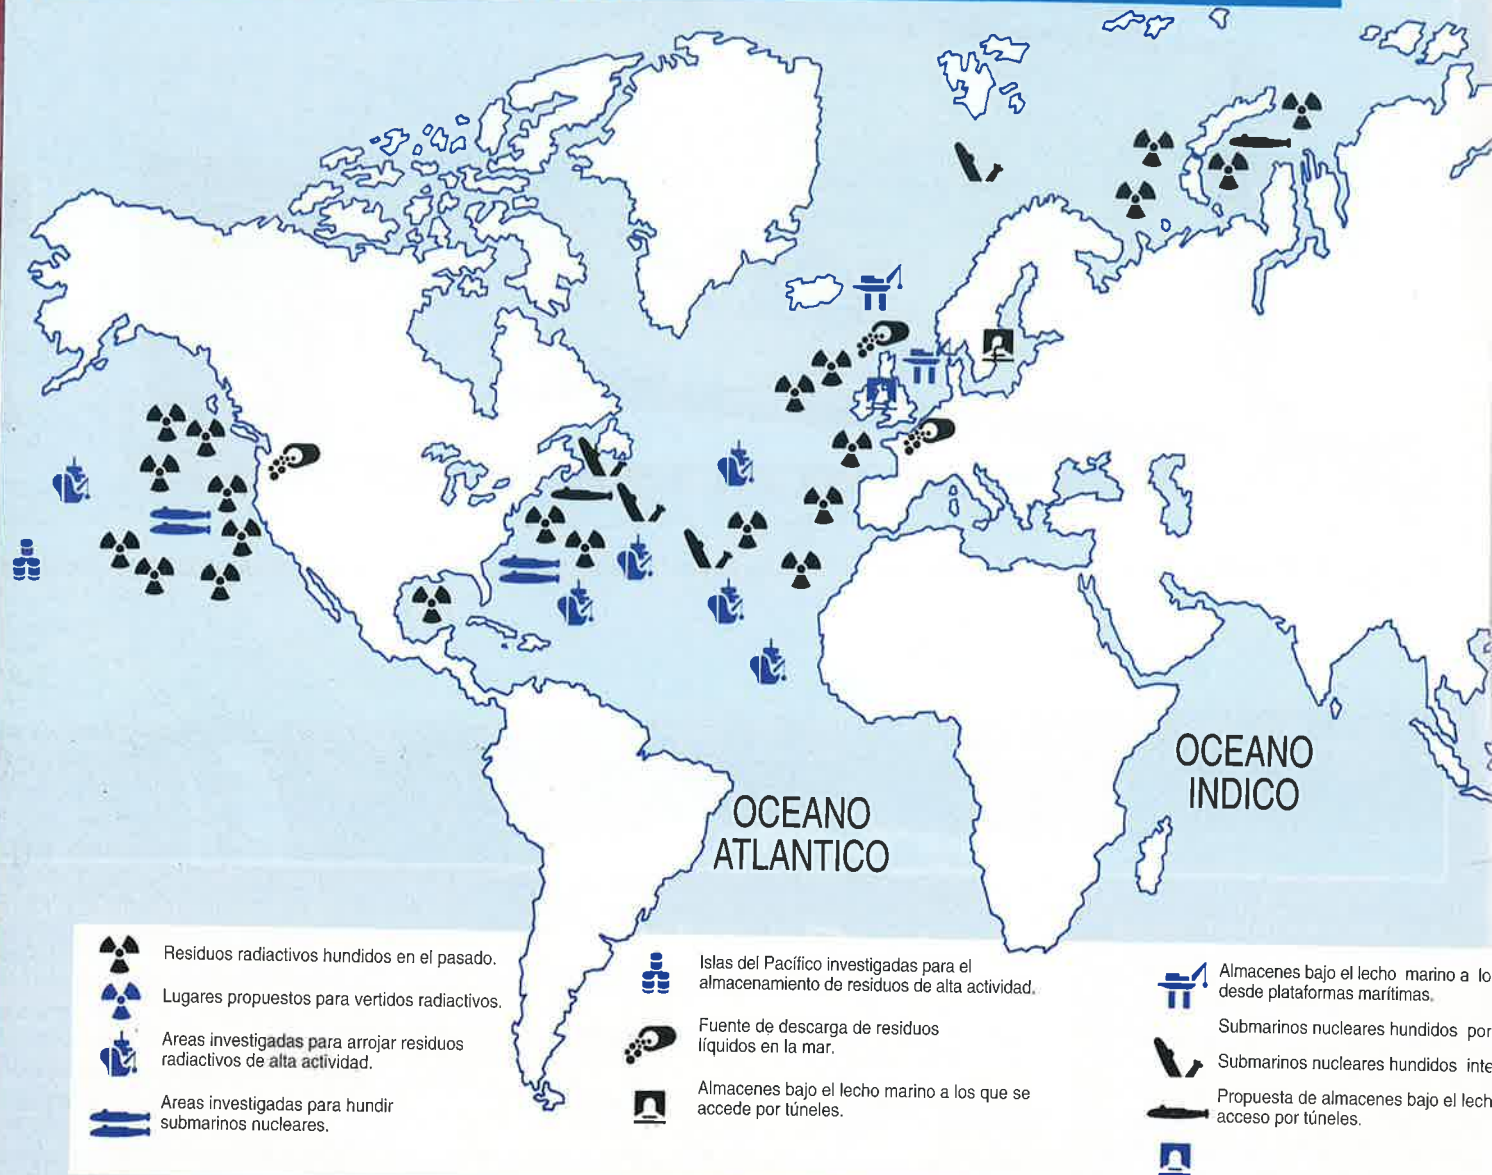 OCEANO
INDICO
OCEANO
ATLANTICO
Residuos radiactivos hundidos en el pasado.
Lugares propuestos para vertidos radiactivos.
Areas investigadas para arrojar residuos
radiactivos de alta actividad.
Areas investigadas para hundir
submarinos nucleares.
Islas del Pacífico investigadas para el
almacenamiento de residuos de alta actividad.
Fuente de descarga de residuos
líquidos en la mar.
Almacenes bajo el lecho marino a los que se
accede por túneles.
Almacenes bajo el lecho marino a lo
desde plataformas marítimas.
Submarinos nucleares hundidos por
Submarinos nucleares hundidos inte
Propuesta de almacenes bajo el lech
acceso por túneles.